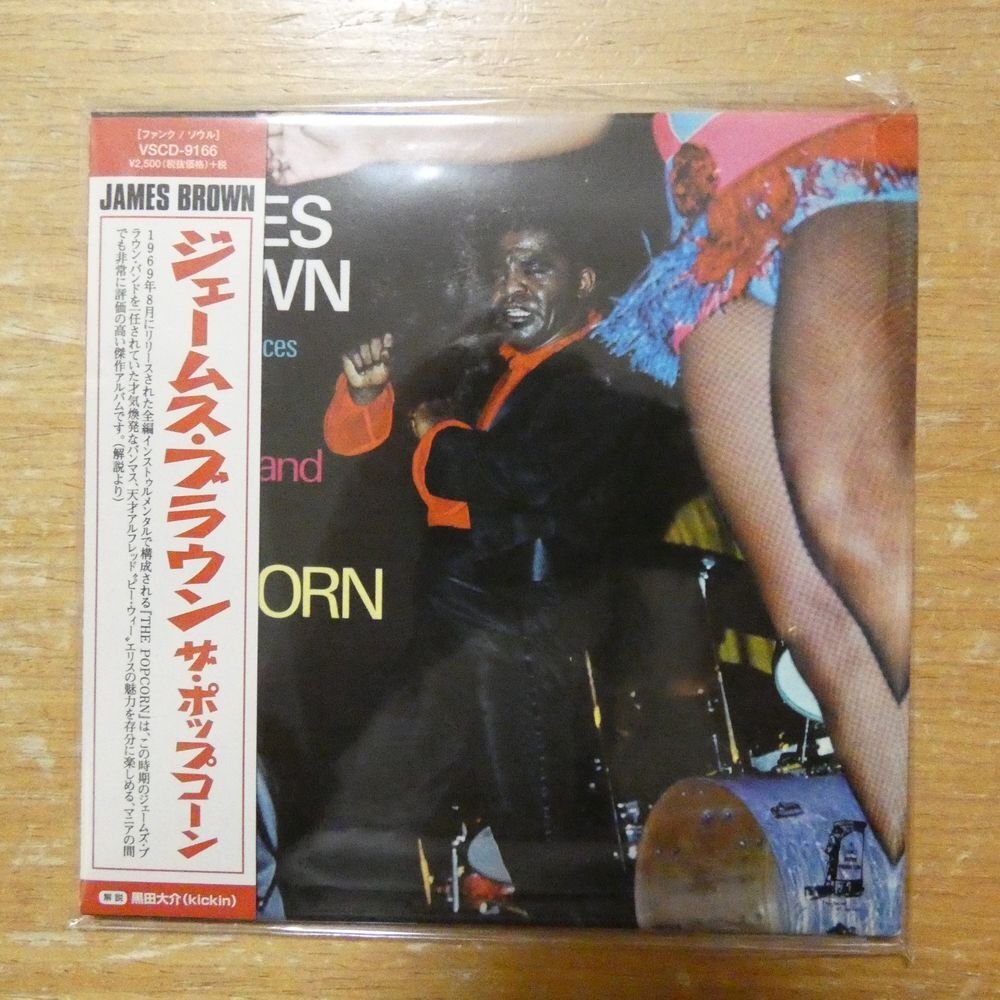 [ファンク / ソウル]
VSCD-9166
¥2,500(税抜価格)+税
JAMES BROWN
ジェームス・ブラウン ザ・ポップコーン
1969年8月にリリースされた全編インストゥルメンタルで構成される『THE POPCORN』は、この時期のジェームズ・ブ
ラウン・バンドを一任されていた才気煥発なバンマス、天才アルフレッド“ピー・ウィー”エリスの魅力を存分に楽しめる、マニアの間
でも非常に評価の高い傑作アルバムです。(解説より)
解説 黒田大介(kickin)
ES
WN
ces
and
ORN